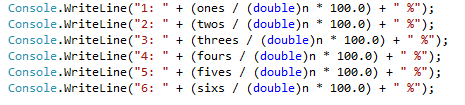 Console.WriteLine("1: " + (ones / (double)n * 100.0) + " %");
Console.WriteLine("2: " + (twos / (double)n * 100.0) + " %");
Console.WriteLine("3: " + (threes / (double)n * 100.0) + " %");
Console.WriteLine("4: " + (fours / (double)n * 100.0) + " %");
Console.WriteLine("5: " + (fives / (double)n * 100.0) + " %");
Console.WriteLine("6: " + (sixs / (double)n * 100.0) + " %");